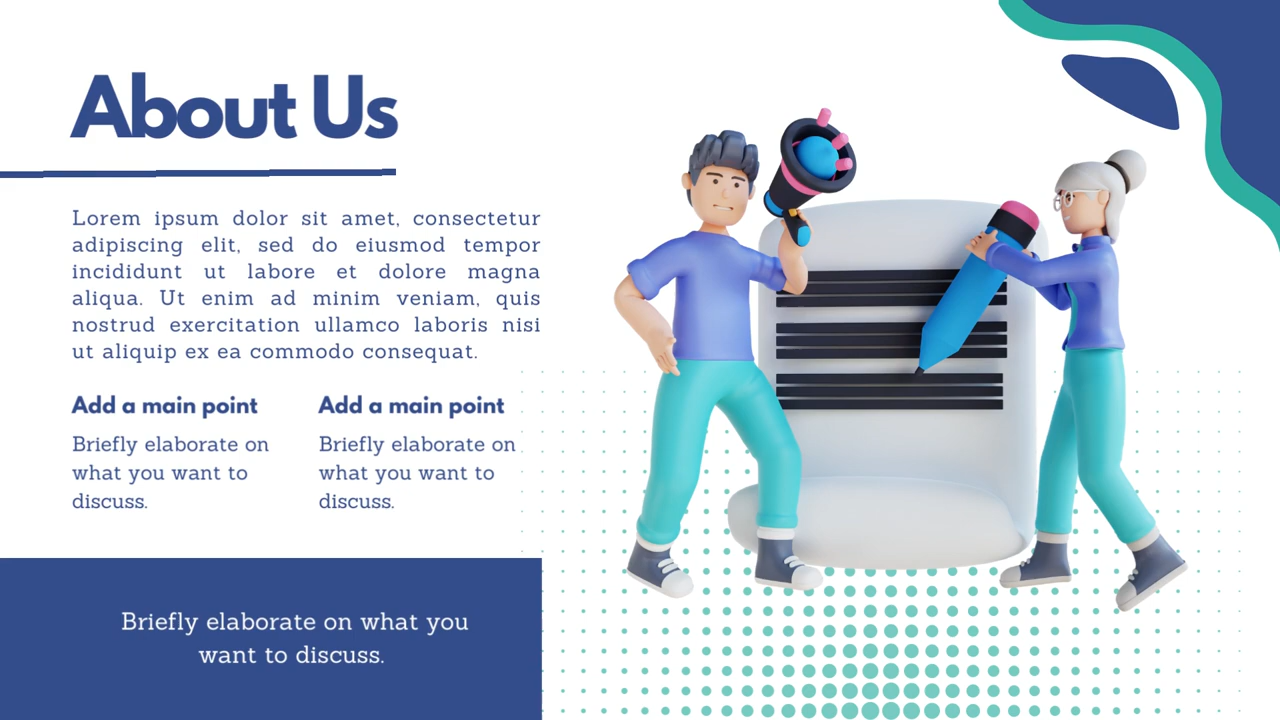 About Us
Lorem ipsum dolor sit amet, consectetur
adipiscing elit, sed do eiusmod tempor
incididunt ut labore et dolore magna
aliqua. Ut enim ad minim veniam, quis
nostrud exercitation ullamco laboris nisi
ut aliquip ex ea commodo consequat.
Add a main point
Briefly elaborate on
what you want to
discuss.
Add a main point
Briefly elaborate on
what you want to
discuss.
Briefly elaborate on what you
want to discuss.